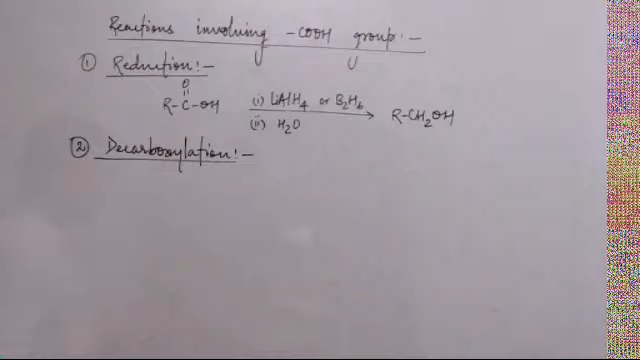 Reactions involving -COOH group:-
① Reduction:-
O
||
R-C-OH (i) LiAlH4 or B2H6 → R-CH2OH
(ii) H2O
② Decarboxylation:-